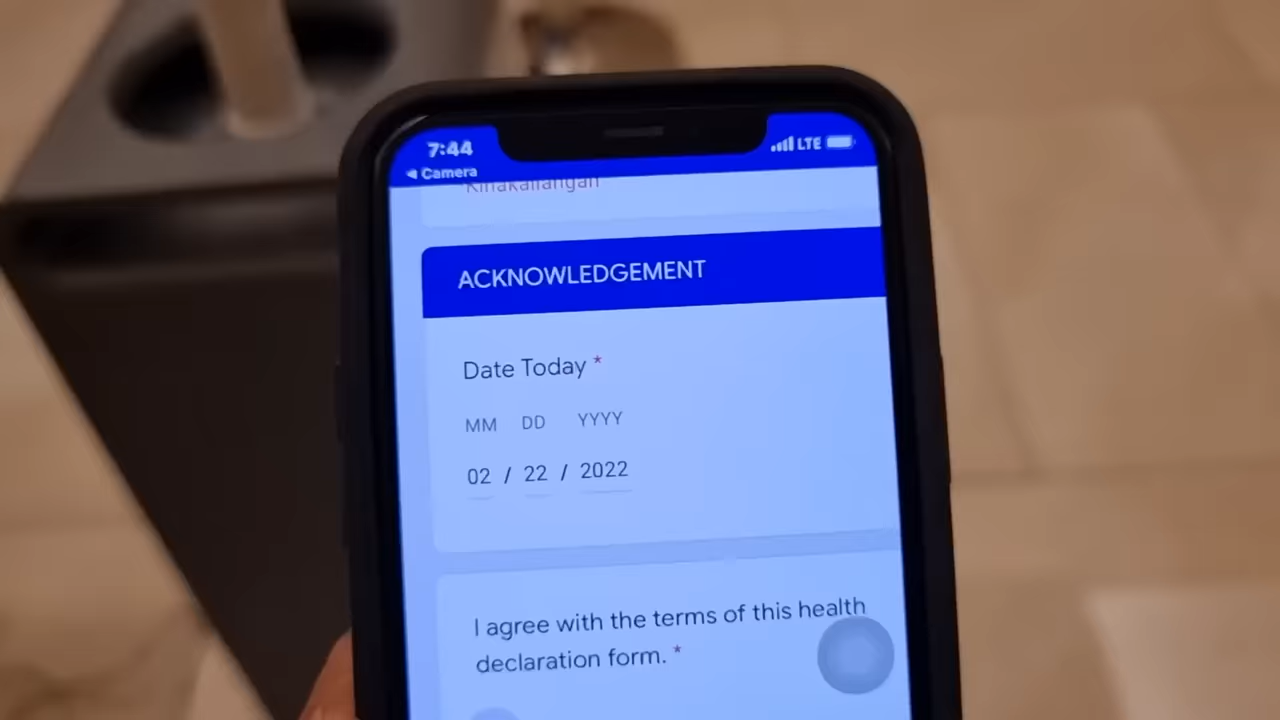 7:44
LTE
◀ Camera
*Kinakailangan
ACKNOWLEDGEMENT
Date Today *
MM DD YYYY
02 / 22 / 2022
I agree with the terms of this health
declaration form. *